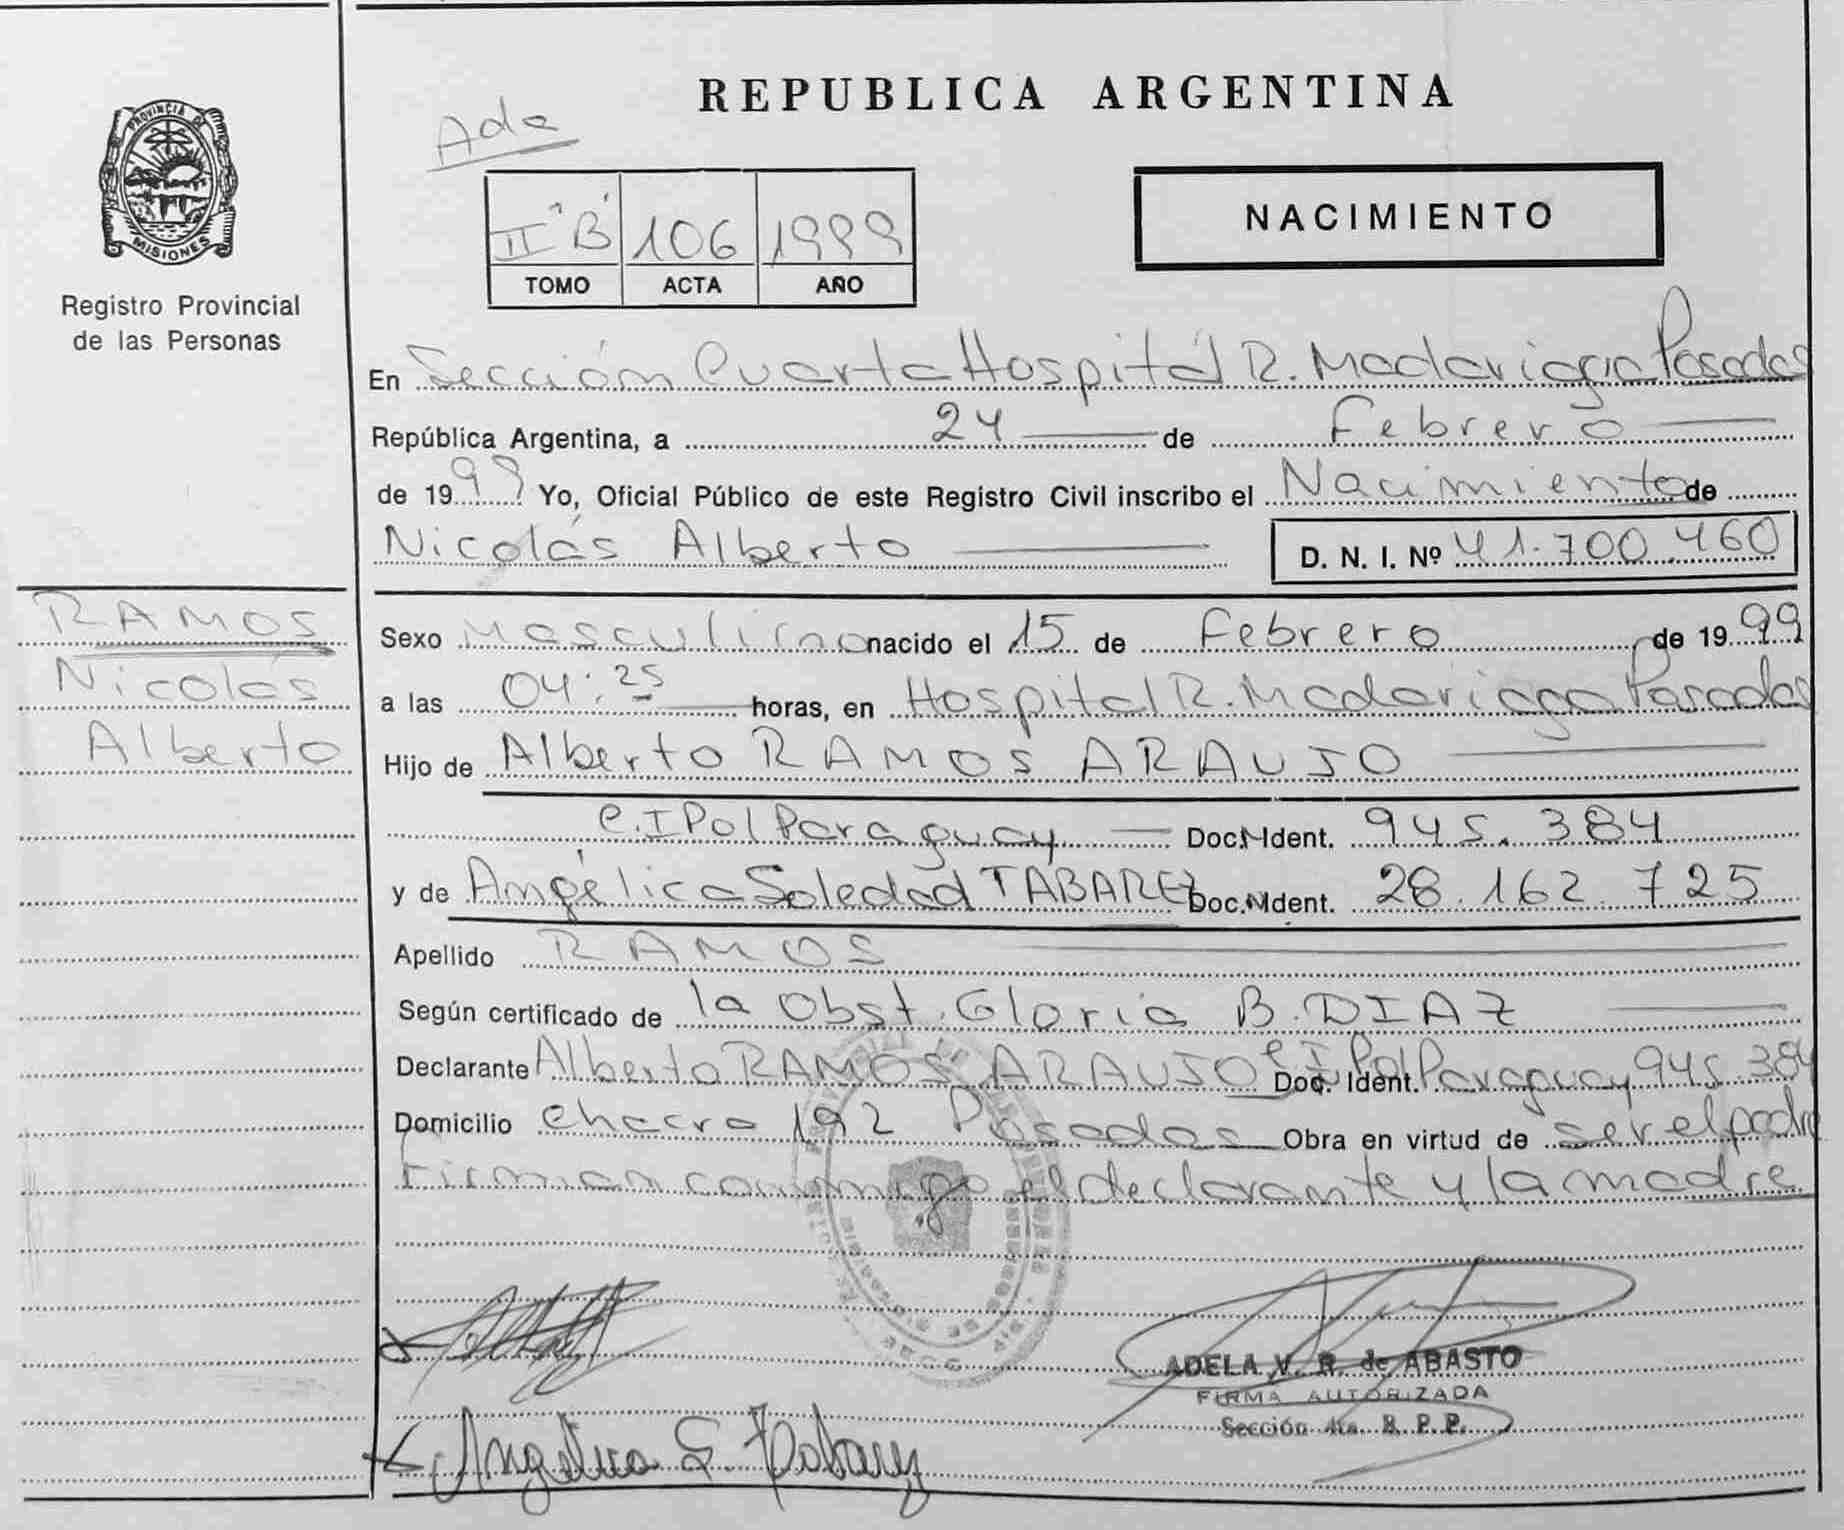 PROVINCIA DE
MISIONES
Registro Provincial
de las Personas
RAMOS
Nicolás
Alberto
REPUBLICA ARGENTINA
Ada
II "B" 106 1999
TOMO ACTA AÑO
NACIMIENTO
En Sección Cuarta Hospital R. Madariaga Posadas
República Argentina, a 24 de Febrero
de 1999 Yo, Oficial Público de este Registro Civil inscribo el Nacimiento de
Nicolás Alberto D. N. I. Nº 41.700.460
Sexo Masculino nacido el 15 de Febrero de 1999
a las 04:25 horas, en Hospital R. Madariaga Posadas
Hijo de Alberto RAMOS ARAUJO
C.I Pol Paraguay Doc. Ident. 945.384
y de Angélica Soledad TABAREZ Doc. Ident. 28.162.725
Apellido RAMOS
Según certificado de la Obst. Gloria B. DIAZ
Declarante Alberto RAMOS ARAUJO Doc. Ident. C.I Pol Paraguay 945.384
Domicilio Chacra 192 Posadas Obra en virtud de ser el padre
Firman conmigo el declarante y la madre
ADELA V. R. de ABASTO
FIRMA AUTORIZADA
Sección 4ta. R. P. P.
Angélica S. Tabarez